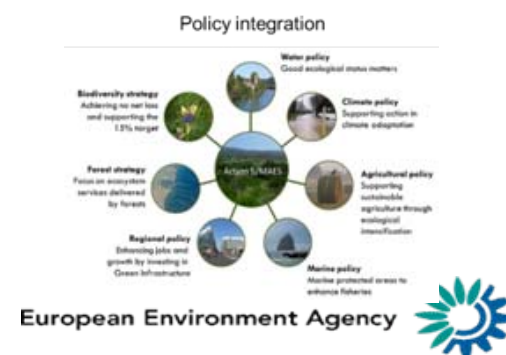 Policy integration
Water policy
Good ecological status matters
Biodiversity strategy
Achieving no net loss
and supporting the
15% target
Climate policy
Supporting action in
climate adaptation
Action 5/MAES
Forest strategy
Focus on ecosystem
services delivered
by forests
Agricultural policy
Supporting
sustainable
agriculture through
ecological
intensification
Regional policy
Enhancing jobs and
growth by investing in
Green Infrastructure
Marine policy
Marine protected areas to
enhance fisheries
European Environment Agency